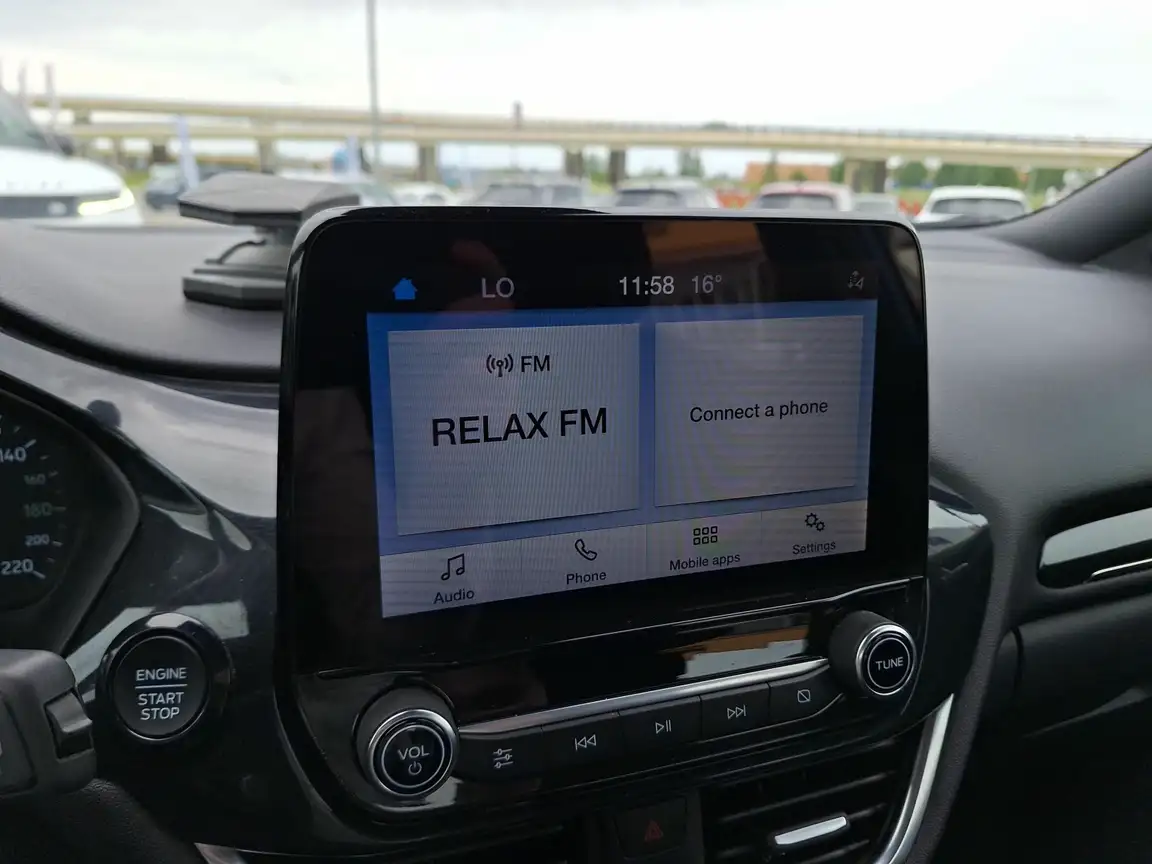 LO 11:58 16°
FM
RELAX FM
Connect a phone
Audio Phone Mobile apps Settings
140
160
180
200
220
ENGINE
START
STOP
VOL
TUNE